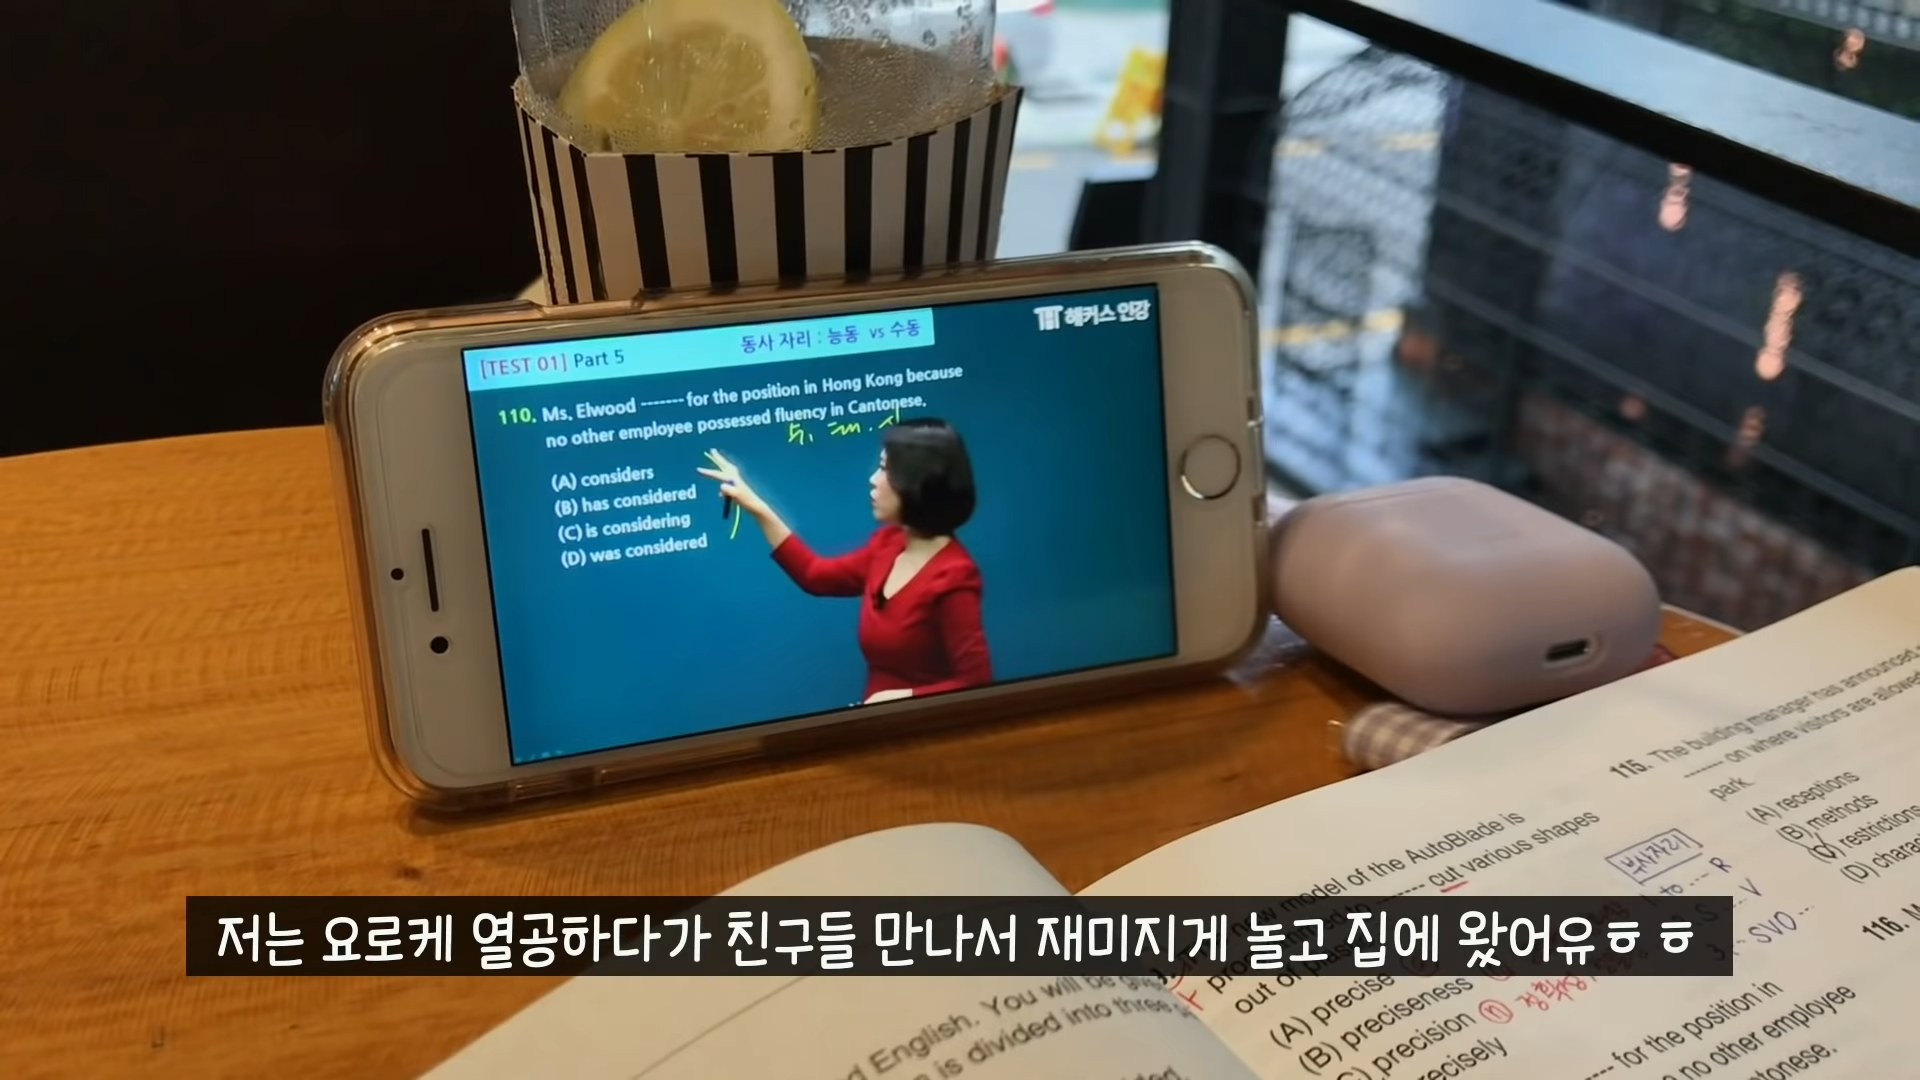 해커스 인강
[TEST 01] Part 5
동사 자리 : 능동 vs 수동
110. Ms. Elwood ------- for the position in Hong Kong because
no other employee possessed fluency in Cantonese.
(A) considers
(B) has considered
(C) is considering
(D) was considered
115. The building manager has announced
------- on where visitors are allowed
park
(A) receptions
(B) methods
(C) restrictions
(D)
new model of the AutoBlade is
------- cut various shapes
out of
(A) precise
(B) preciseness
precision
부사자리
to ... R
S V
SVO ...
116.
------- for the position in
no other employee
English. You will be
is divided into three
저는 요로케 열공하다가 친구들 만나서 재미지게 놀고 집에 왔어유ㅎㅎ